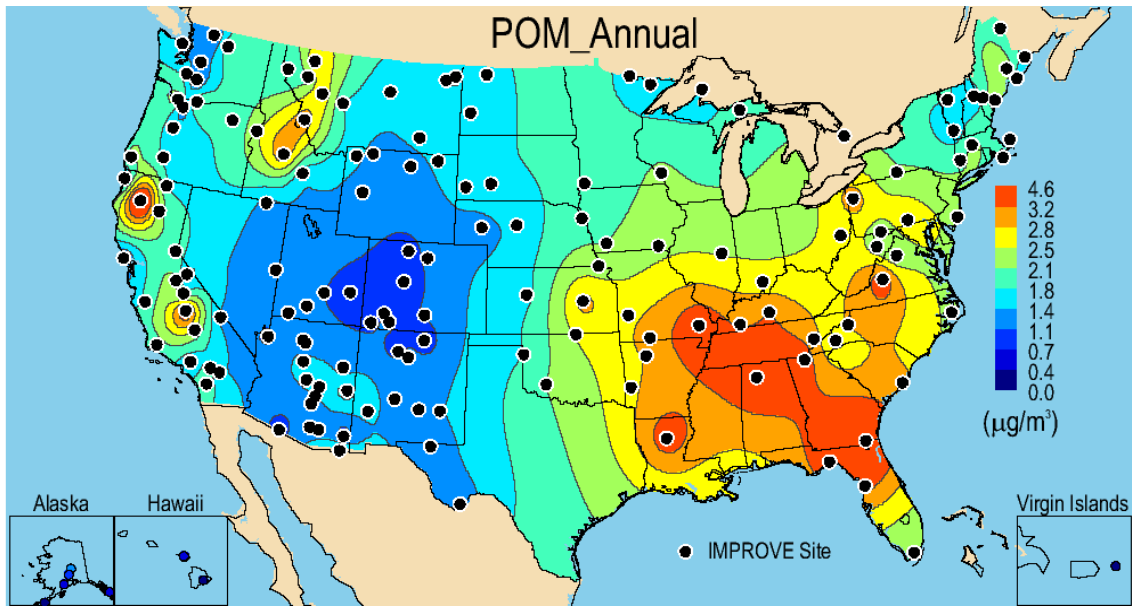 POM_Annual
4.6
3.2
2.8
2.5
2.1
1.8
1.4
1.1
0.7
0.4
0.0
(μg/m³)
Alaska
Hawaii
Virgin Islands
IMPROVE Site